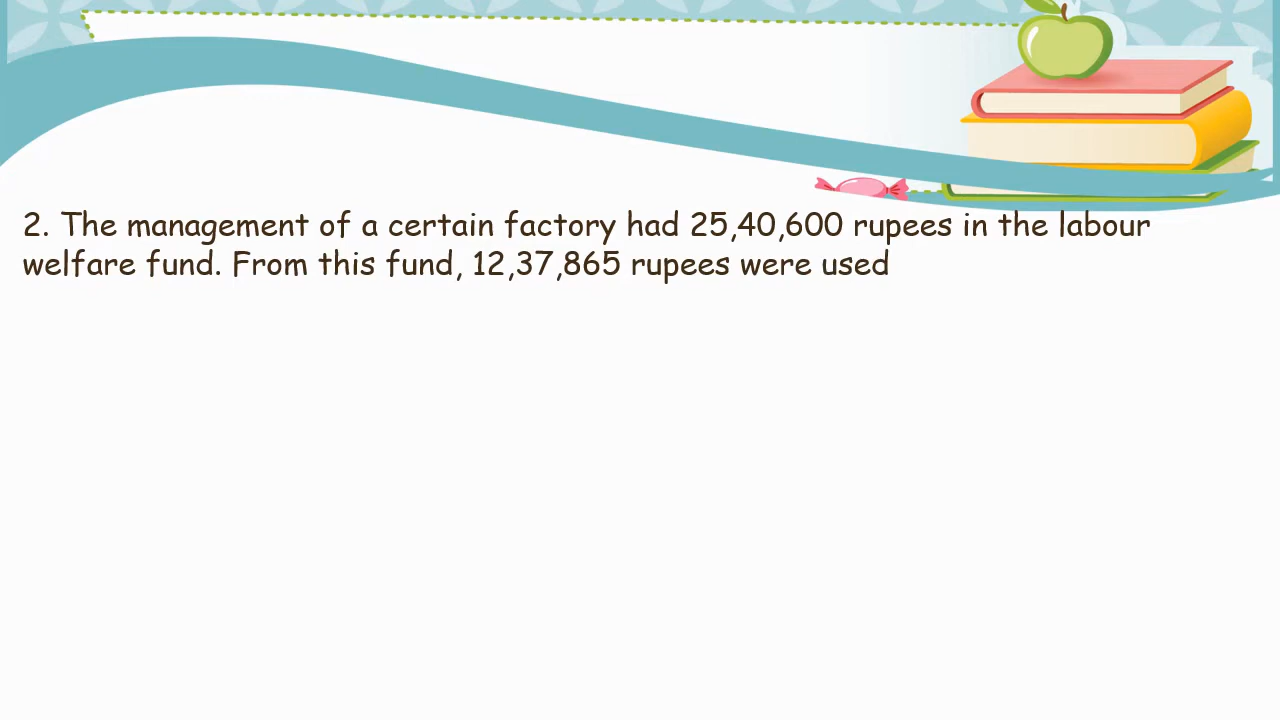 2. The management of a certain factory had 25,40,600 rupees in the labour
welfare fund. From this fund, 12,37,865 rupees were used